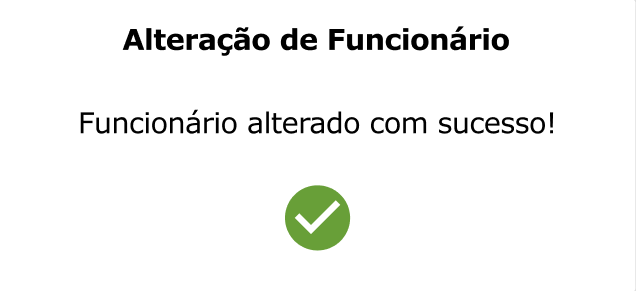 Alteração de Funcionário
Funcionário alterado com sucesso!